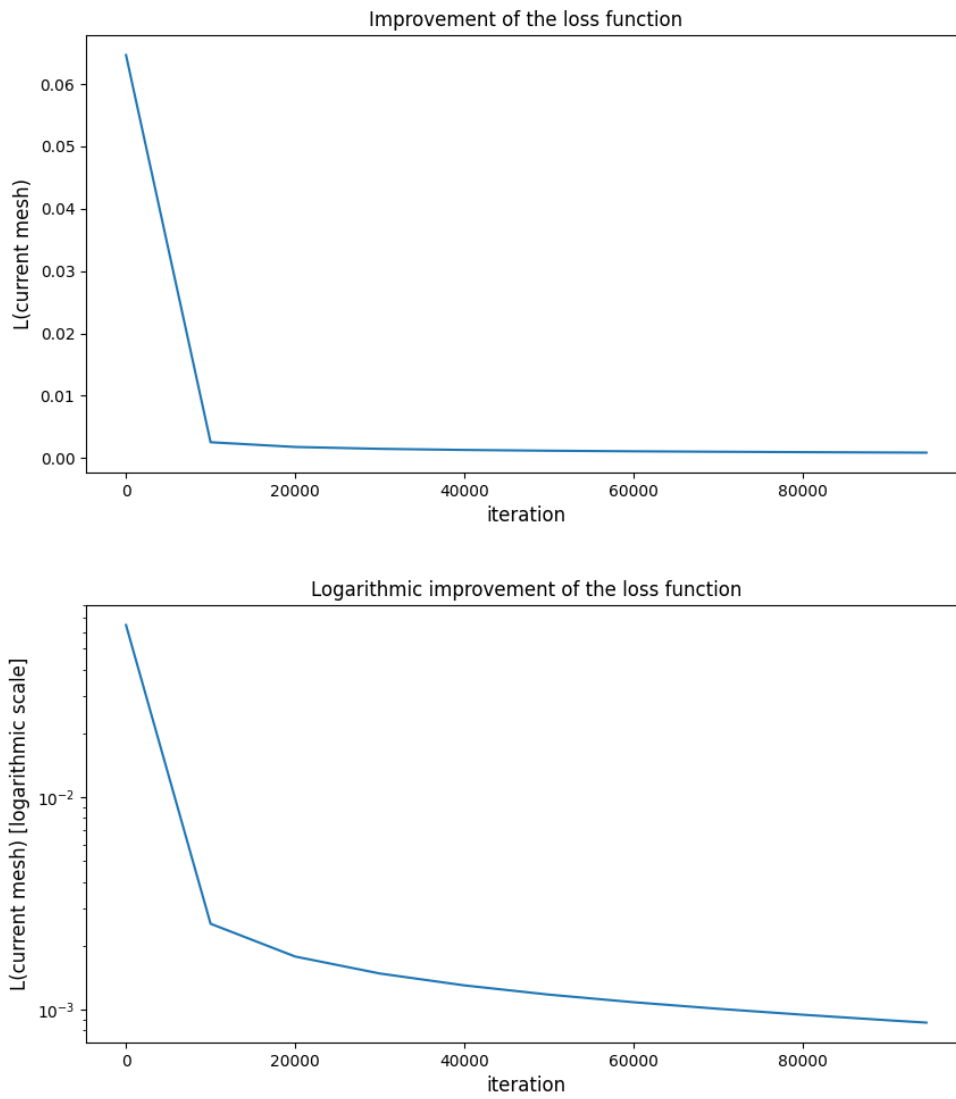 Improvement of the loss function
0.06
0.05
0.04
0.03
0.02
0.01
0.00
L(current mesh)
0 20000 40000 60000 80000
iteration
Logarithmic improvement of the loss function
10⁻²
10⁻³
L(current mesh) [logarithmic scale]
0 20000 40000 60000 80000
iteration